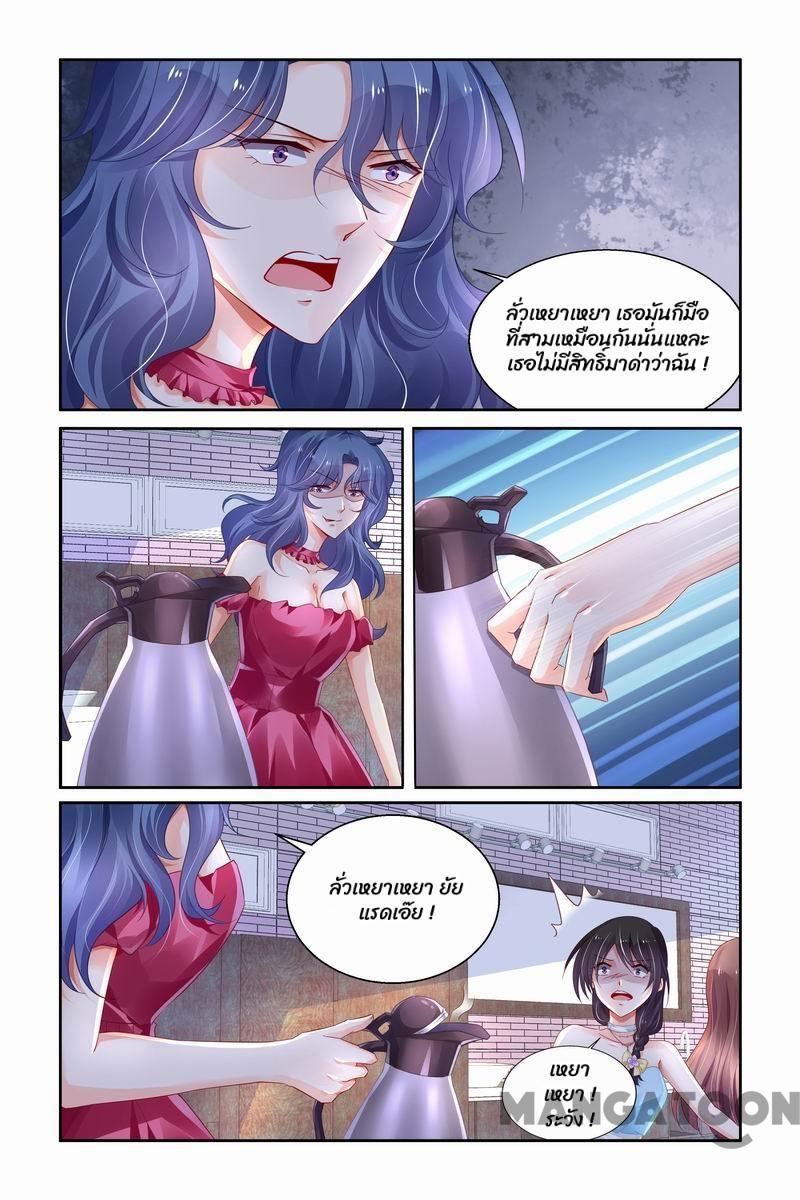 ลั่วเหยาเหยา เธอมันก็มือ
ที่สามเหมือนกันนั่นแหละ
เธอไม่มีสิทธิ์มาด่าว่าฉัน !
ลั่วเหยาเหยา ยัย
แรดเอ๊ย !
เหยา
เหยา !
ระวัง !
MANGATOON